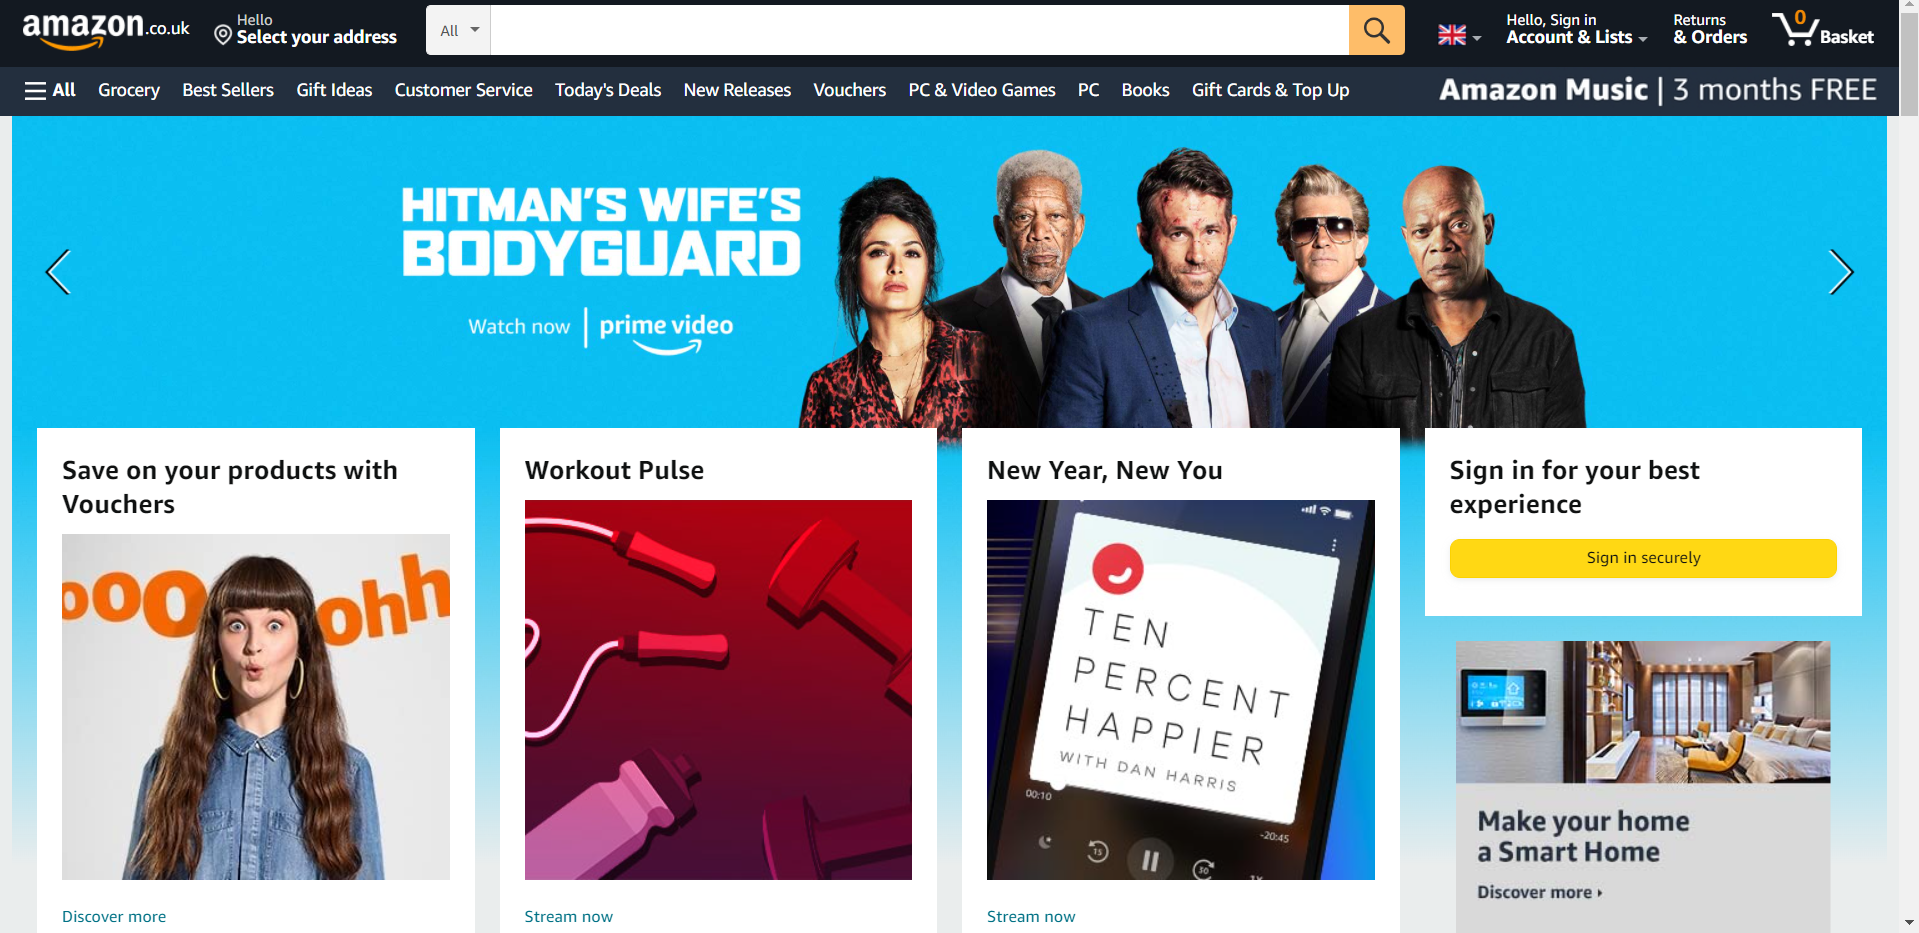 amazon.co.uk
Hello
Select your address
All
Hello, Sign in
Account & Lists
Returns
& Orders
0
Basket
All
Grocery
Best Sellers
Gift Ideas
Customer Service
Today's Deals
New Releases
Vouchers
PC & Video Games
PC
Books
Gift Cards & Top Up
Amazon Music | 3 months FREE
HITMAN'S WIFE'S
BODYGUARD
Watch now | prime video
Save on your products with
Vouchers
ooo
ohh
Discover more
Workout Pulse
Stream now
New Year, New You
TEN
PERCENT
HAPPIER
WITH DAN HARRIS
00:10
-20:45
15
30
1x
Stream now
Sign in for your best
experience
Sign in securely
Make your home
a Smart Home
Discover more